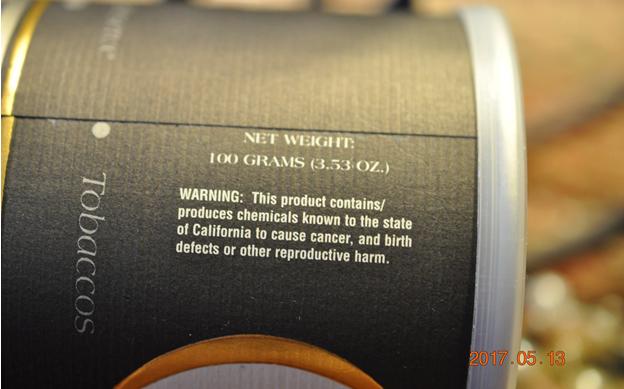 NET WEIGHT:
100 GRAMS (3.53 OZ.)
WARNING: This product contains/
produces chemicals known to the state
of California to cause cancer, and birth
defects or other reproductive harm.
Tobaccos
2017.05.13